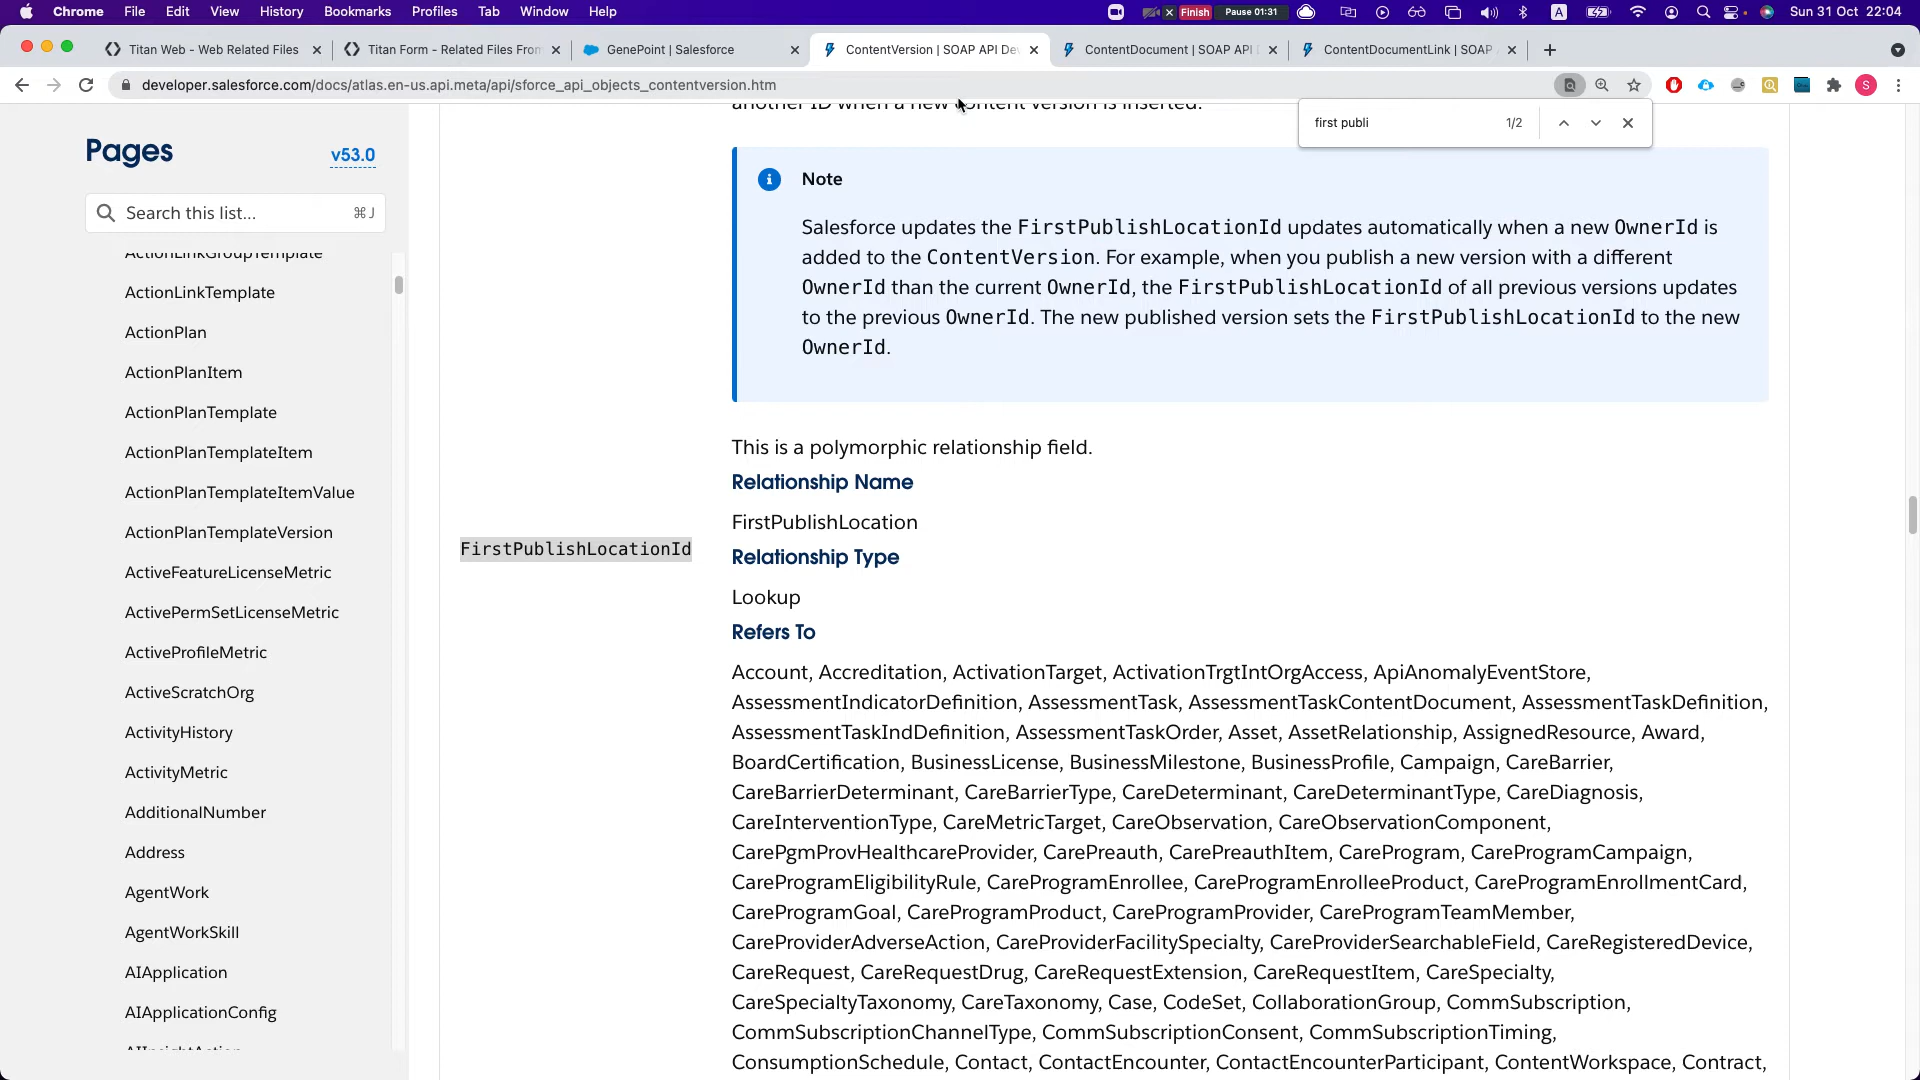 Chrome File Edit View History Bookmarks Profiles Tab Window Help Finish Pause 01:31 A Sun 31 Oct 22:04
Titan Web - Web Related Files Titan Form - Related Files From GenePoint | Salesforce ContentVersion | SOAP API De ContentDocument | SOAP API ContentDocumentLink | SOAP
developer.salesforce.com/docs/atlas.en-us.api.meta/api/sforce_api_objects_contentversion.htm S
another ID when a new content version is inserted.
first publi 1/2
Pages v53.0
Search this list... ⌘J
ActionLinkGroupTemplate
ActionLinkTemplate
ActionPlan
ActionPlanItem
ActionPlanTemplate
ActionPlanTemplateItem
ActionPlanTemplateItemValue
ActionPlanTemplateVersion
ActiveFeatureLicenseMetric
ActivePermSetLicenseMetric
ActiveProfileMetric
ActiveScratchOrg
ActivityHistory
ActivityMetric
AdditionalNumber
Address
AgentWork
AgentWorkSkill
AIApplication
AIApplicationConfig
AIInsightAction
Note
Salesforce updates the FirstPublishLocationId updates automatically when a new OwnerId is
added to the ContentVersion. For example, when you publish a new version with a different
OwnerId than the current OwnerId, the FirstPublishLocationId of all previous versions updates
to the previous OwnerId. The new published version sets the FirstPublishLocationId to the new
OwnerId.
This is a polymorphic relationship field.
Relationship Name
FirstPublishLocation
FirstPublishLocationId
Relationship Type
Lookup
Refers To
Account, Accreditation, ActivationTarget, ActivationTrgtIntOrgAccess, ApiAnomalyEventStore,
AssessmentIndicatorDefinition, AssessmentTask, AssessmentTaskContentDocument, AssessmentTaskDefinition,
AssessmentTaskIndDefinition, AssessmentTaskOrder, Asset, AssetRelationship, AssignedResource, Award,
BoardCertification, BusinessLicense, BusinessMilestone, BusinessProfile, Campaign, CareBarrier,
CareBarrierDeterminant, CareBarrierType, CareDeterminant, CareDeterminantType, CareDiagnosis,
CareInterventionType, CareMetricTarget, CareObservation, CareObservationComponent,
CarePgmProvHealthcareProvider, CarePreauth, CarePreauthItem, CareProgram, CareProgramCampaign,
CareProgramEligibilityRule, CareProgramEnrollee, CareProgramEnrolleeProduct, CareProgramEnrollmentCard,
CareProgramGoal, CareProgramProduct, CareProgramProvider, CareProgramTeamMember,
CareProviderAdverseAction, CareProviderFacilitySpecialty, CareProviderSearchableField, CareRegisteredDevice,
CareRequest, CareRequestDrug, CareRequestExtension, CareRequestItem, CareSpecialty,
CareSpecialtyTaxonomy, CareTaxonomy, Case, CodeSet, CollaborationGroup, CommSubscription,
CommSubscriptionChannelType, CommSubscriptionConsent, CommSubscriptionTiming,
ConsumptionSchedule, Contact, ContactEncounter, ContactEncounterParticipant, ContentWorkspace, Contract,